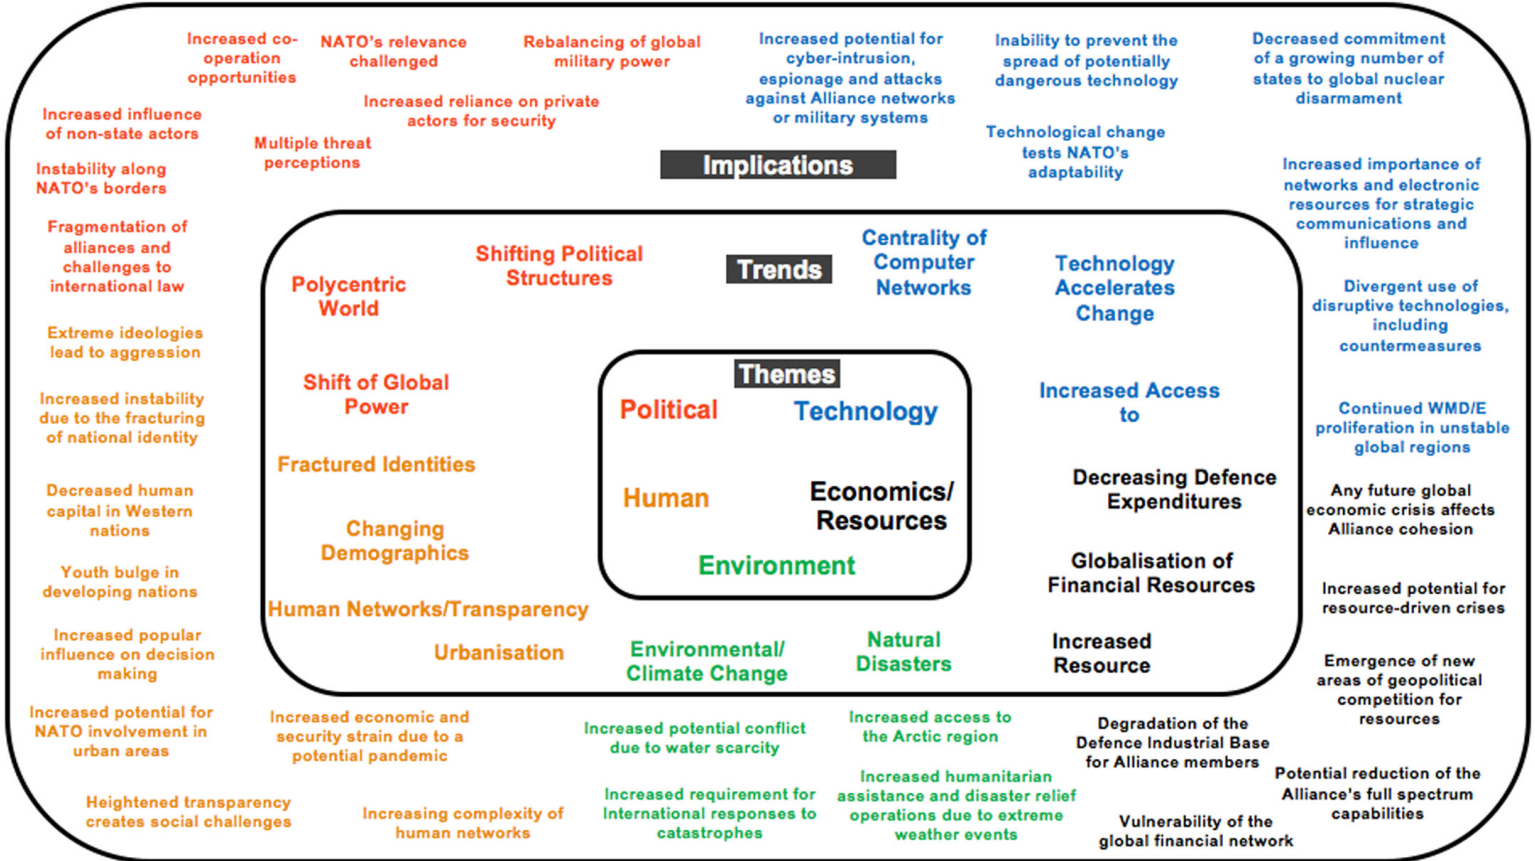 Increased co-
operation
opportunities
NATO's relevance
challenged
Rebalancing of global
military power
Increased potential for
cyber-intrusion,
espionage and attacks
against Alliance networks
or military systems
Inability to prevent the
spread of potentially
dangerous technology
Decreased commitment
of a growing number of
states to global nuclear
disarmament
Increased influence
of non-state actors
Increased reliance on private
actors for security
Multiple threat
perceptions
Technological change
tests NATO's
adaptability
Implications
Instability along
NATO's borders
Increased importance of
networks and electronic
resources for strategic
communications and
influence
Fragmentation of
alliances and
challenges to
international law
Polycentric
World
Shifting Political
Structures
Trends
Centrality of
Computer
Networks
Technology
Accelerates
Change
Divergent use of
disruptive technologies,
including
countermeasures
Extreme ideologies
lead to aggression
Shift of Global
Power
Themes
Political
Technology
Human
Economics/
Resources
Environment
Increased Access
to
Increased instability
due to the fracturing
of national identity
Continued WMD/E
proliferation in unstable
global regions
Fractured Identities
Decreasing Defence
Expenditures
Decreased human
capital in Western
nations
Any future global
economic crisis affects
Alliance cohesion
Changing
Demographics
Globalisation of
Financial Resources
Youth bulge in
developing nations
Increased potential for
resource-driven crises
Human Networks/Transparency
Increased popular
influence on decision
making
Urbanisation
Environmental/
Climate Change
Natural
Disasters
Increased
Resource
Emergence of new
areas of geopolitical
competition for
resources
Increased potential for
NATO involvement in
urban areas
Increased economic and
security strain due to a
potential pandemic
Increased potential conflict
due to water scarcity
Increased access to
the Arctic region
Degradation of the
Defence Industrial Base
for Alliance members
Potential reduction of the
Alliance's full spectrum
capabilities
Heightened transparency
creates social challenges
Increasing complexity of
human networks
Increased requirement for
International responses to
catastrophes
Increased humanitarian
assistance and disaster relief
operations due to extreme
weather events
Vulnerability of the
global financial network